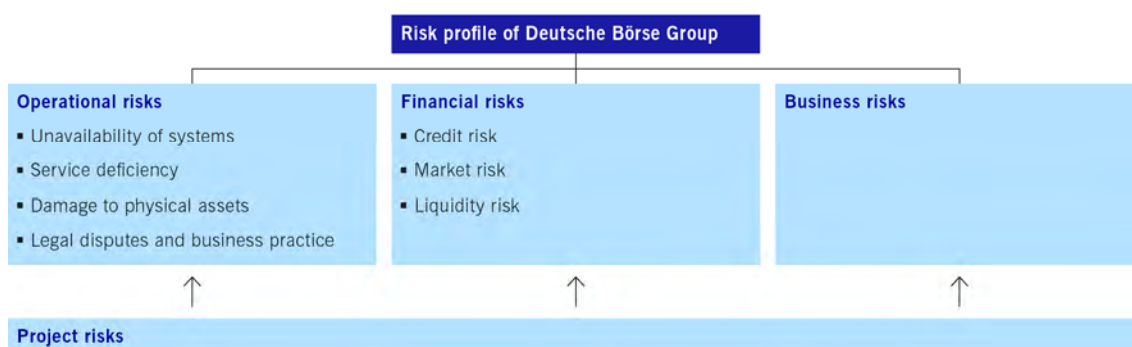 Risk profile of Deutsche Börse Group
Operational risks
▪ Unavailability of systems
▪ Service deficiency
▪ Damage to physical assets
▪ Legal disputes and business practice
Financial risks
▪ Credit risk
▪ Market risk
▪ Liquidity risk
Business risks
Project risks